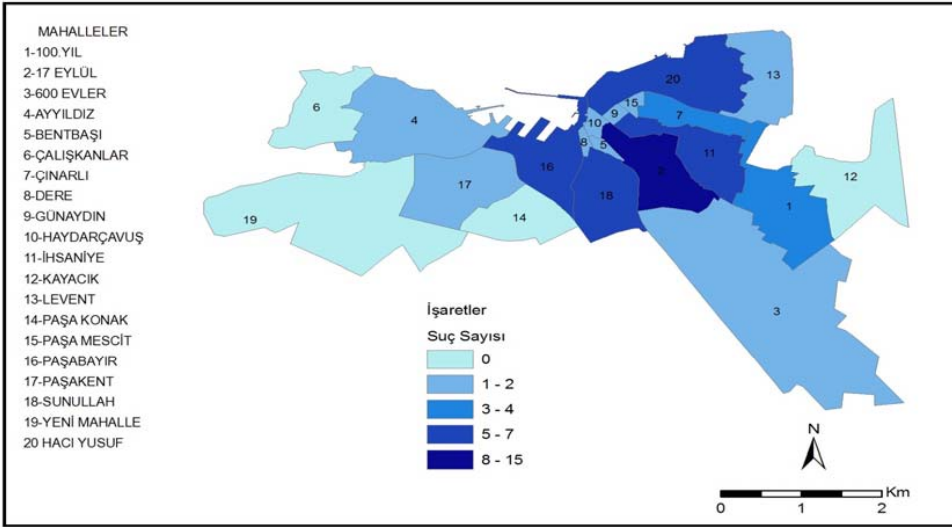 MAHALLELER
1-100.YIL
2-17 EYLÜL
3-600 EVLER
4-AYYILDIZ
5-BENTBAŞI
6-ÇALIŞKANLAR
7-ÇINARLI
8-DERE
9-GÜNAYDIN
10-HAYDARÇAVUŞ
11-İHSANİYE
12-KAYACIK
13-LEVENT
14-PAŞA KONAK
15-PAŞA MESCİT
16-PAŞABAYIR
17-PAŞAKENT
18-SUNULLAH
19-YENİ MAHALLE
20 HACI YUSUF
13
20
6
15
4
9
7
10
8
5
11
16
2
12
17
18
1
14
19
3
İşaretler
Suç Sayısı
0
1 - 2
3 - 4
5 - 7
8 - 15
N
Km
0 1 2